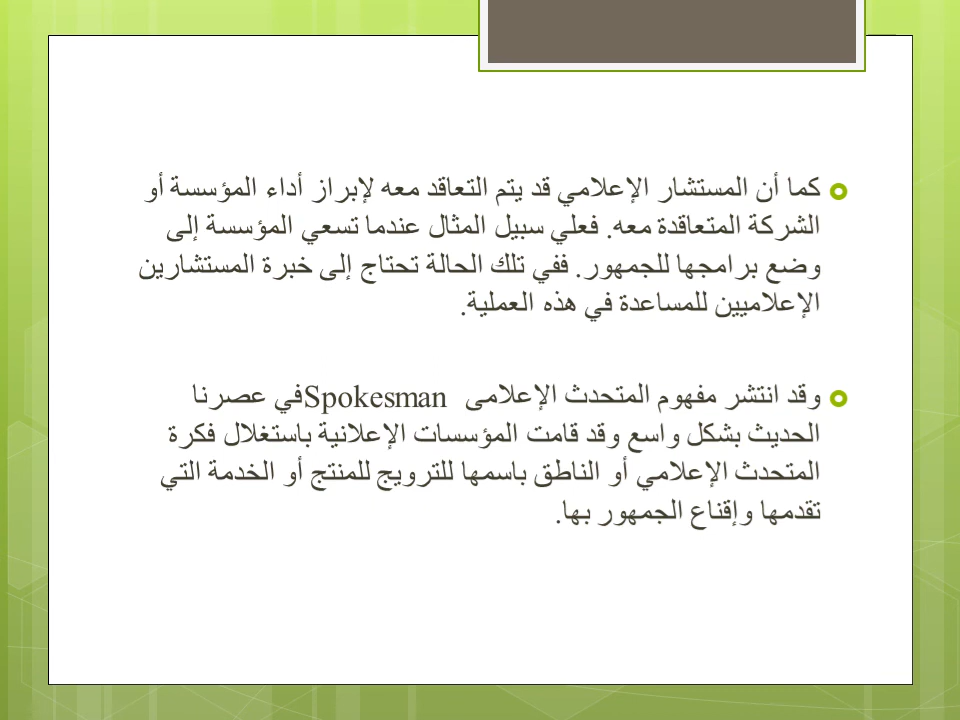 كما أن المستشار الإعلامي قد يتم التعاقد معه لإبراز أداء المؤسسة أو
الشركة المتعاقدة معه. فعلي سبيل المثال عندما تسعي المؤسسة إلى
وضع برامجها للجمهور. ففي تلك الحالة تحتاج إلى خبرة المستشارين
الإعلاميين للمساعدة في هذه العملية.
وقد انتشر مفهوم المتحدث الإعلامى Spokesman في عصرنا
الحديث بشكل واسع وقد قامت المؤسسات الإعلانية باستغلال فكرة
المتحدث الإعلامي أو الناطق باسمها للترويج للمنتج أو الخدمة التي
تقدمها وإقناع الجمهور بها.